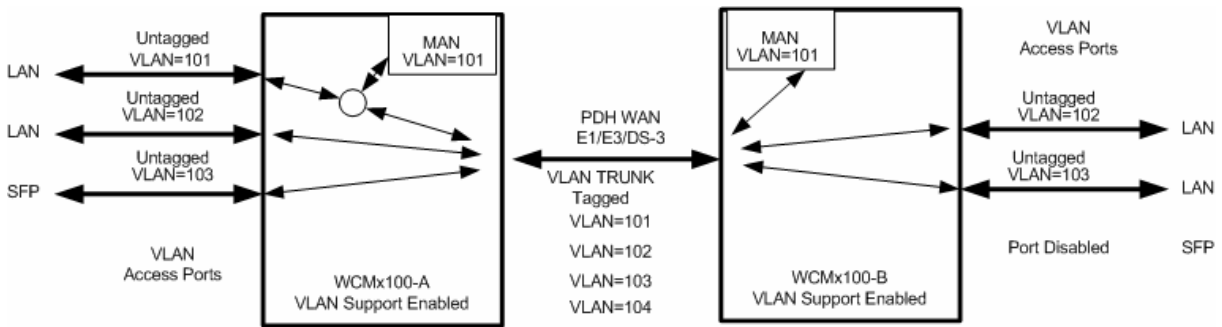 Untagged
VLAN=101
LAN
Untagged
VLAN=102
LAN
Untagged
VLAN=103
SFP
VLAN
Access Ports
MAN
VLAN=101
WCMx100-A
VLAN Support Enabled
PDH WAN
E1/E3/DS-3
VLAN TRUNK
Tagged
VLAN=101
VLAN=102
VLAN=103
VLAN=104
MAN
VLAN=101
WCMx100-B
VLAN Support Enabled
VLAN
Access Ports
Untagged
VLAN=102
LAN
Untagged
VLAN=103
LAN
Port Disabled
SFP